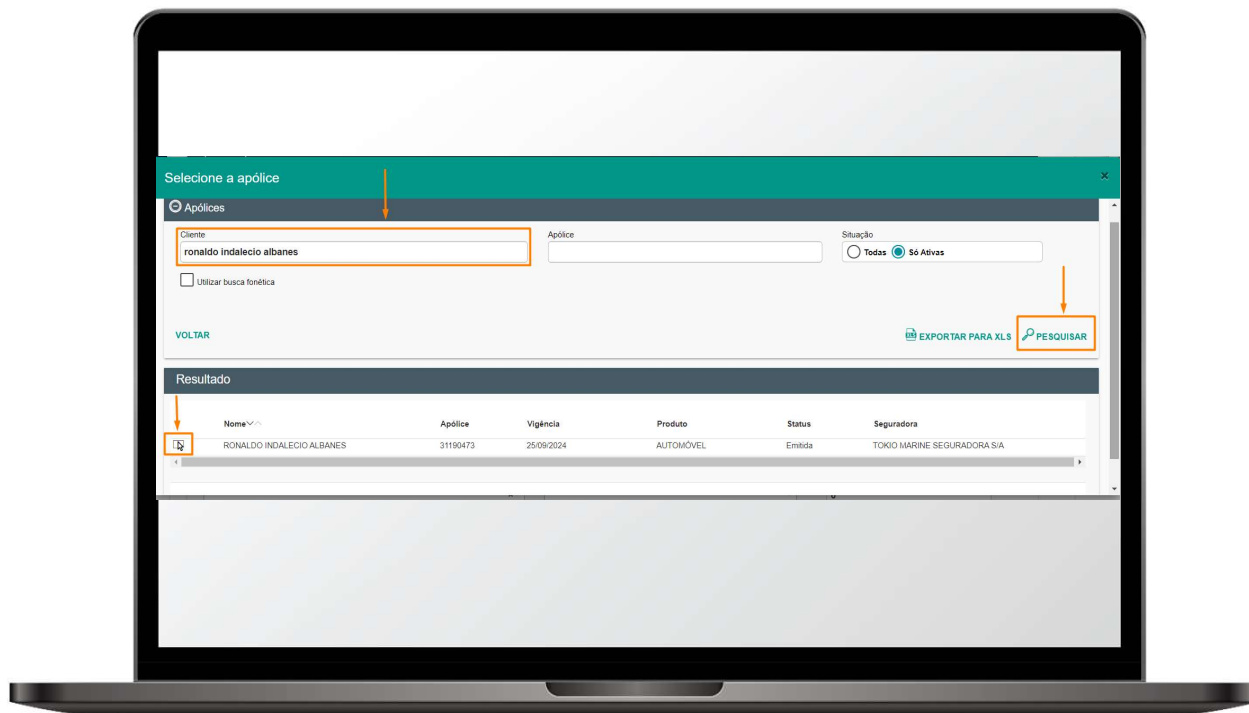 Selecione a apólice
Apólices
Cliente Apólice Situação
ronaldo indalecio albanes Todas Só Ativas
Utilizar busca fonética
VOLTAR EXPORTAR PARA XLS PESQUISAR
Resultado
Nome Apólice Vigência Produto Status Seguradora
RONALDO INDALECIO ALBANES 31190473 25/09/2024 AUTOMÓVEL Emitida TOKIO MARINE SEGURADORA S/A